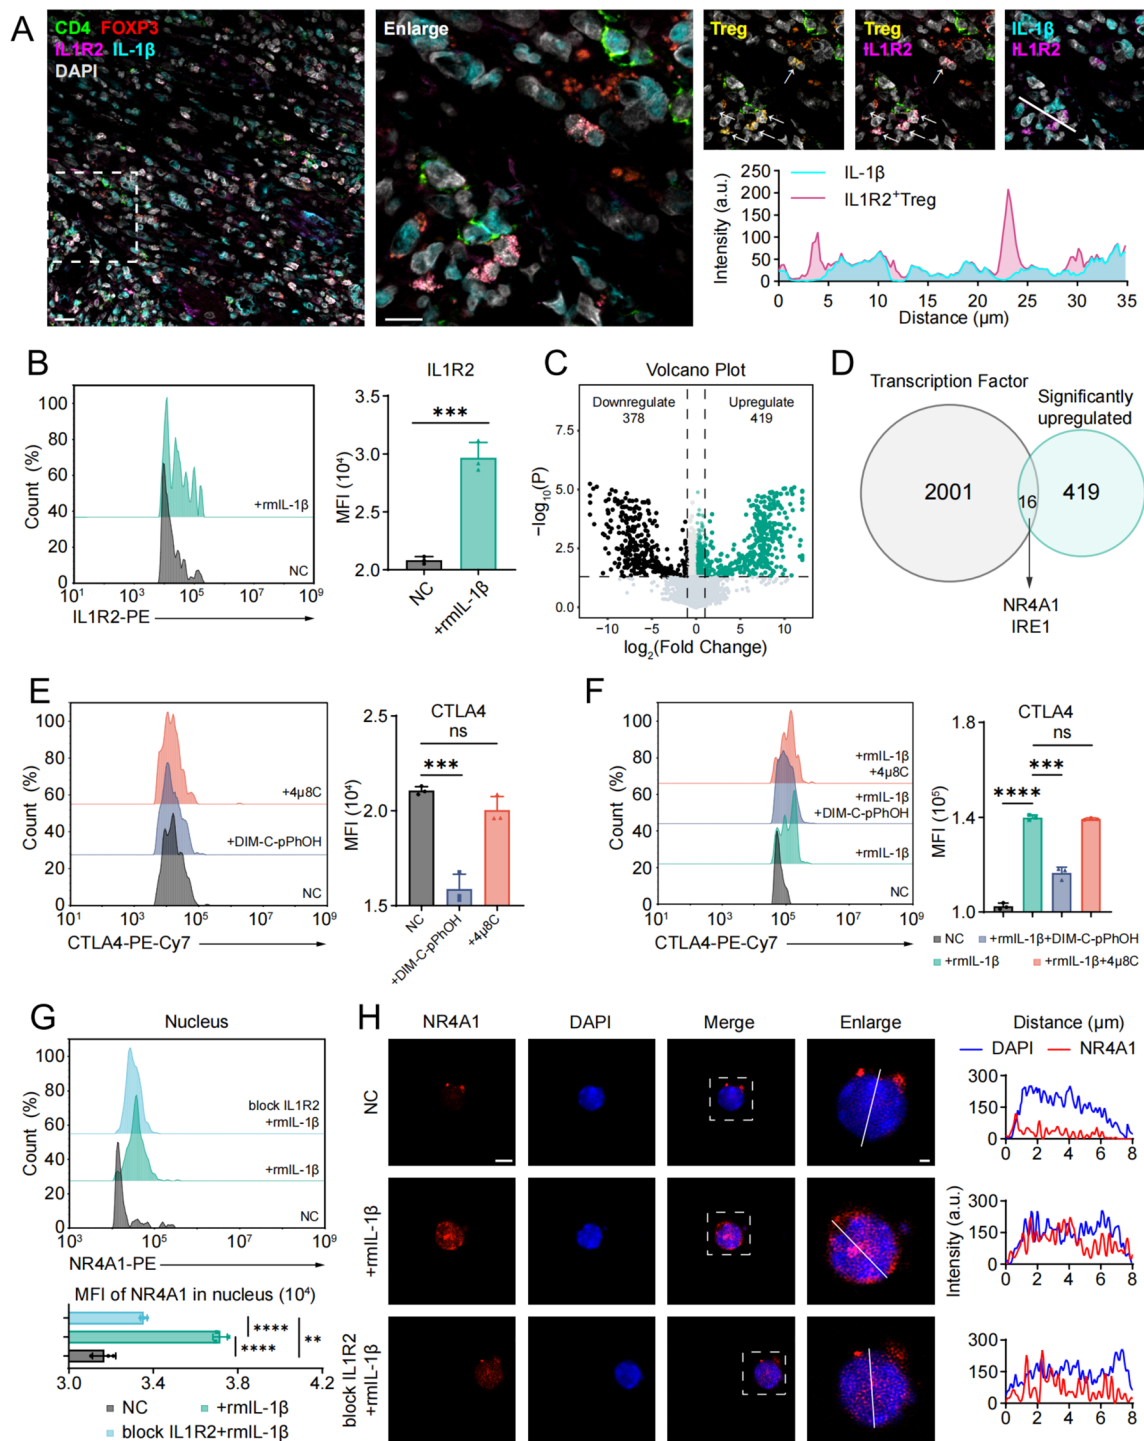 A
CD4 FOXP3
IL1R2 IL-1β
DAPI
Enlarge
Treg
Treg
IL1R2
IL-1β
IL1R2
Intensity (a.u.)
250
200
150
100
50
0
IL-1β
IL1R2⁺Treg
0 5 10 15 20 25 30 35
Distance (μm)
B
Count (%)
100
80
60
40
20
0
+rmIL-1β
NC
10¹ 10³ 10⁵ 10⁷ 10⁹
IL1R2-PE
IL1R2
***
MFI (10⁴)
3.5
3.0
2.5
2.0
NC
+rmIL-1β
C
Volcano Plot
Downregulate
378
Upregulate
419
−log₁₀(P)
7.5
5.0
2.5
0.0
−10 −5 0 5 10
log₂(Fold Change)
D
Transcription Factor
Significantly
upregulated
2001
16
419
NR4A1
IRE1
E
Count (%)
100
80
60
40
20
0
+4μ8C
+DIM-C-pPhOH
NC
10¹ 10³ 10⁵ 10⁷ 10⁹
CTLA4-PE-Cy7
CTLA4
ns
***
MFI (10⁴)
2.5
2.0
1.5
NC
+DIM-C-pPhOH
+4μ8C
F
Count (%)
100
80
60
40
20
0
+rmIL-1β
+4μ8C
+rmIL-1β
+DIM-C-pPhOH
+rmIL-1β
NC
10¹ 10³ 10⁵ 10⁷ 10⁹
CTLA4-PE-Cy7
CTLA4
ns
***
****
MFI (10⁵)
1.8
1.4
1.0
NC +rmIL-1β+DIM-C-pPhOH
+rmIL-1β +rmIL-1β+4μ8C
G
Nucleus
Count (%)
100
80
60
40
20
0
block IL1R2
+rmIL-1β
+rmIL-1β
NC
10³ 10⁵ 10⁷ 10⁹
NR4A1-PE
MFI of NR4A1 in nucleus (10⁴)
****
****
**
3.0 3.4 3.8 4.2
NC +rmIL-1β
block IL1R2+rmIL-1β
H
NR4A1 DAPI Merge Enlarge Distance (μm)
DAPI NR4A1
NC
300
150
0
0 2 4 6 8
+rmIL-1β
Intensity (a.u.)
300
150
0
0 2 4 6 8
block IL1R2
+rmIL-1β
300
150
0
0 2 4 6 8